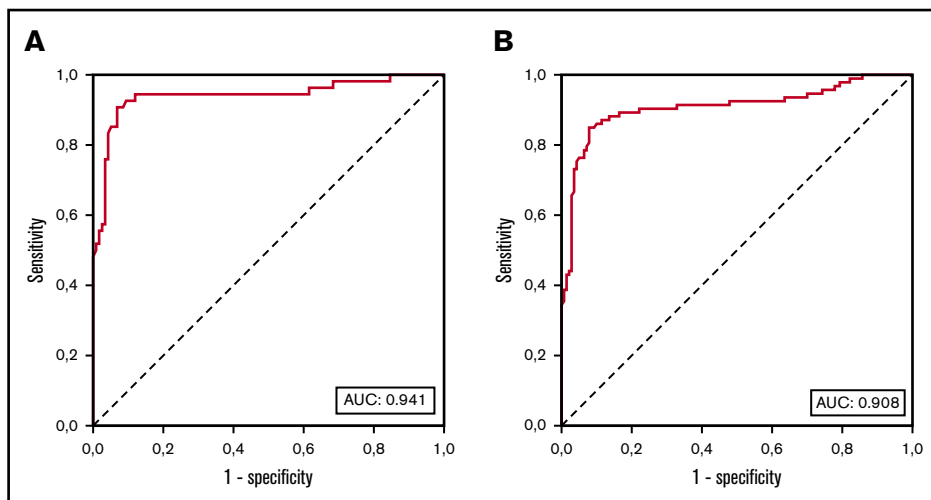 A
1,0
0,8
0,6
0,4
0,2
0,0
Sensitivity
AUC: 0.941
0,0 0,2 0,4 0,6 0,8 1,0
1 - specificity
B
1,0
0,8
0,6
0,4
0,2
0,0
Sensitivity
AUC: 0.908
0,0 0,2 0,4 0,6 0,8 1,0
1 - specificity